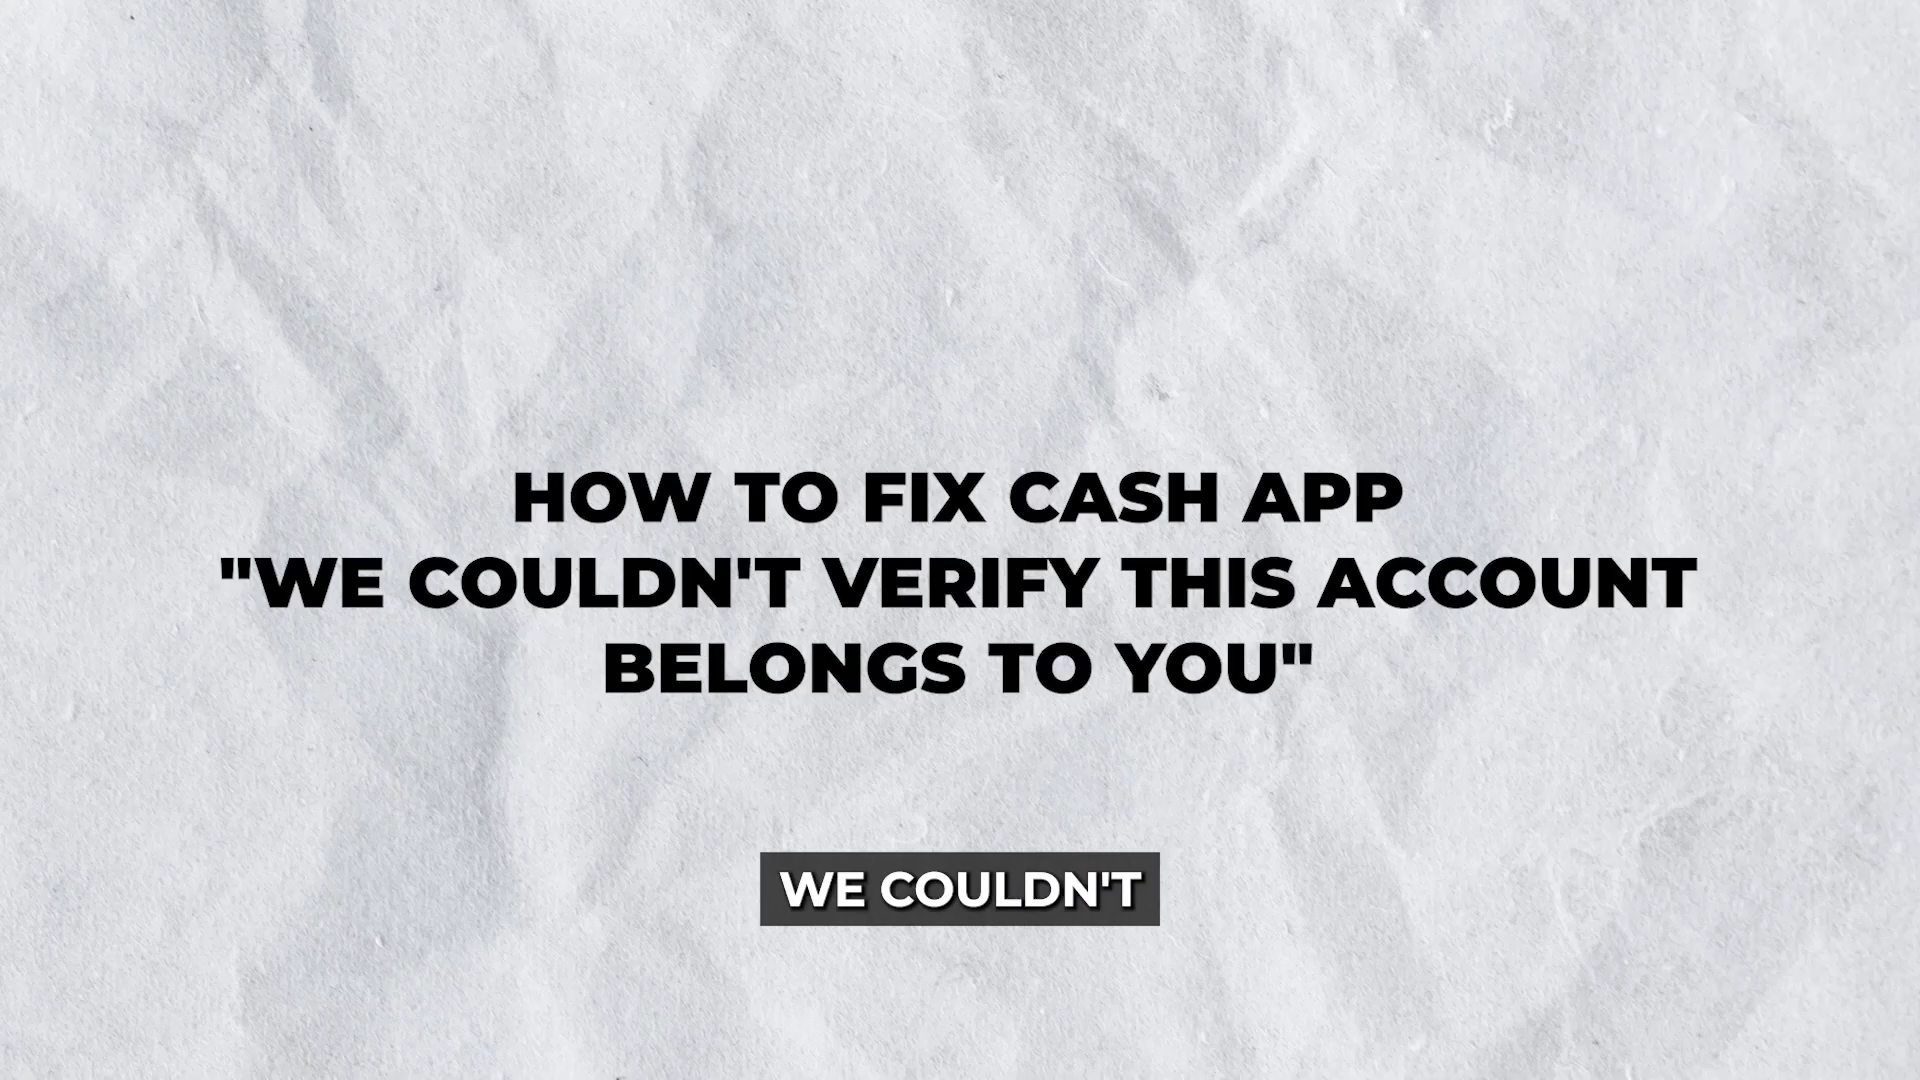 HOW TO FIX CASH APP
"WE COULDN'T VERIFY THIS ACCOUNT
BELONGS TO YOU"
WE COULDN'T